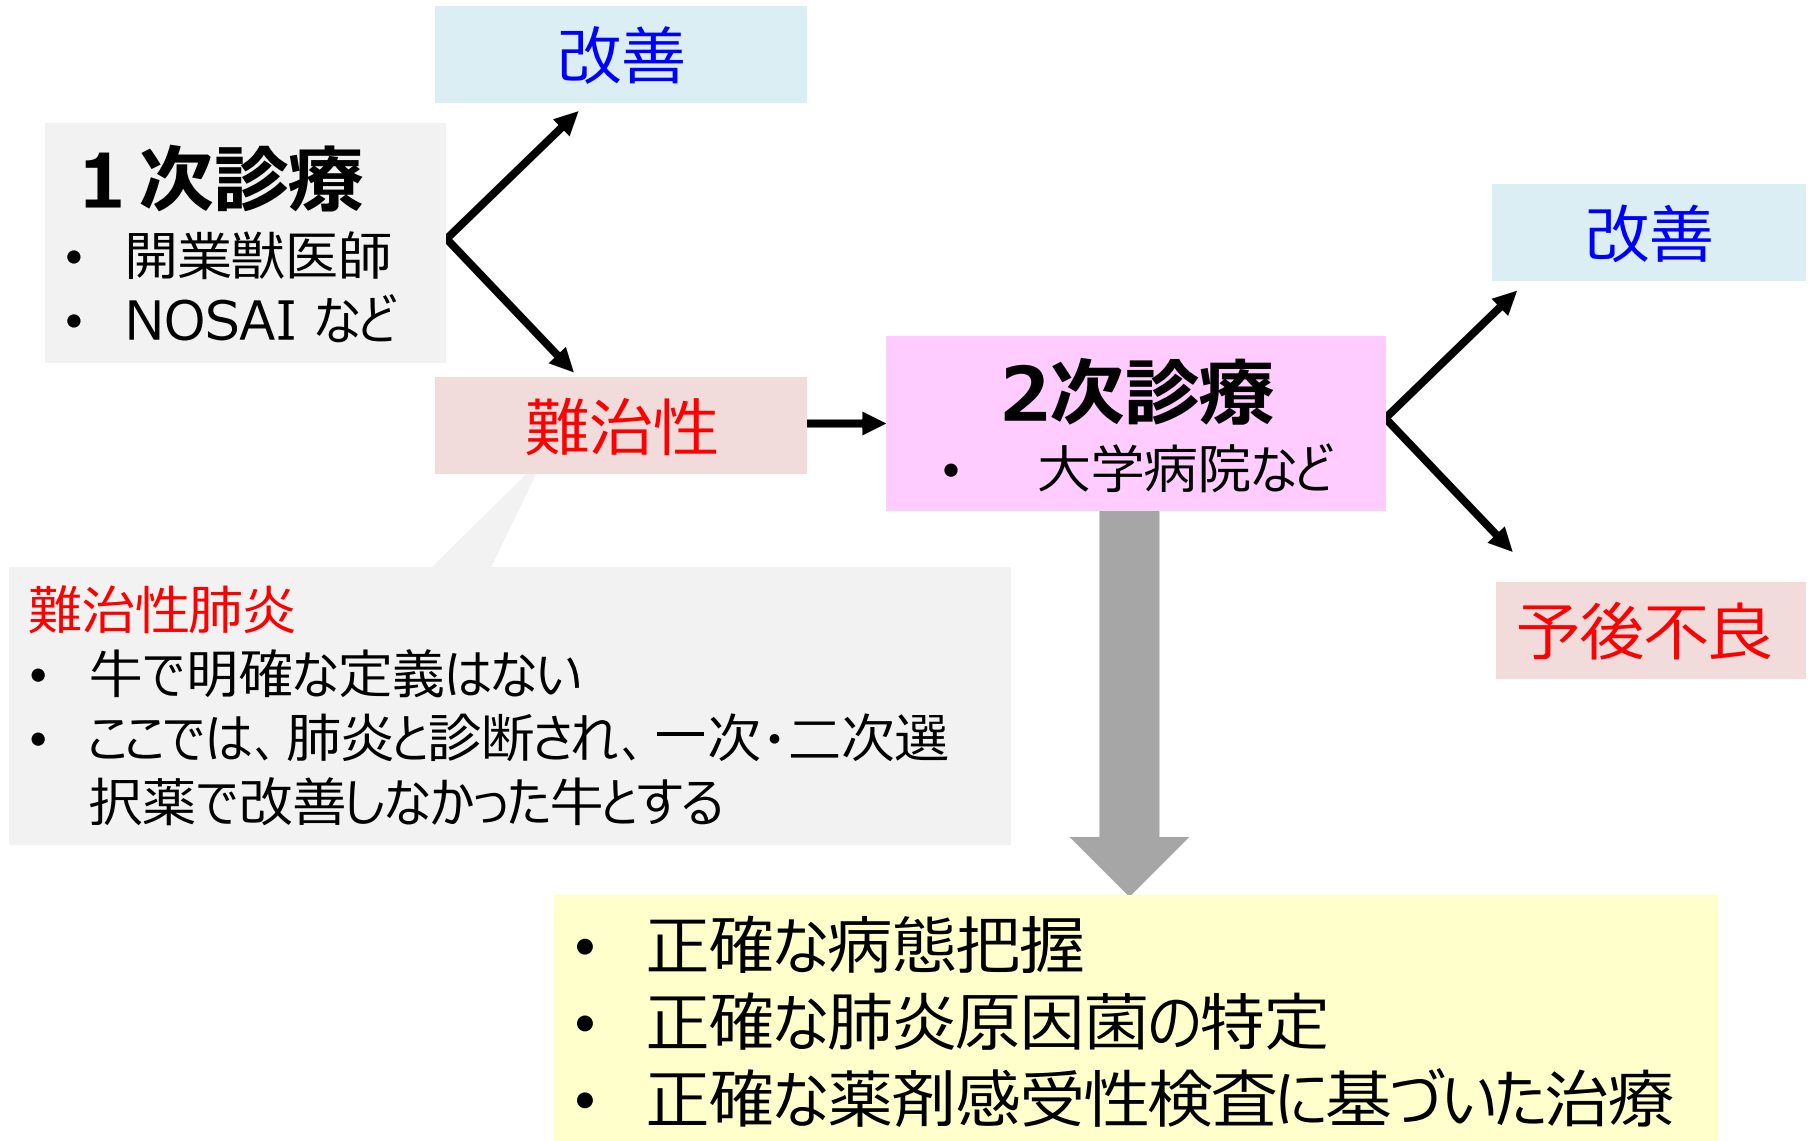 改善
１次診療
• 開業獣医師
• NOSAI など
難治性
2次診療
• 大学病院など
改善
予後不良
難治性肺炎
• 牛で明確な定義はない
• ここでは、肺炎と診断され、一次・二次選
択薬で改善しなかった牛とする
• 正確な病態把握
• 正確な肺炎原因菌の特定
• 正確な薬剤感受性検査に基づいた治療